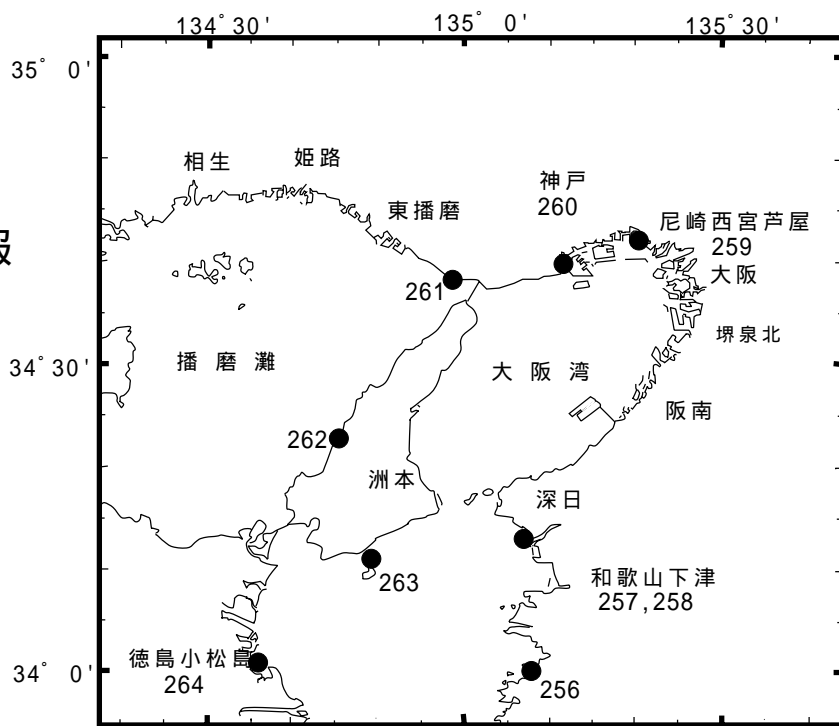 134°30' 135° 0' 135°30'
35° 0'
相生 姫路
神戸
260
東播磨
尼崎西宮芦屋
259
報
大阪
261
堺泉北
34°30'
播磨灘
大阪湾
阪南
262
洲本
深日
263
和歌山下津
257,258
徳島小松島
264
34° 0'
256